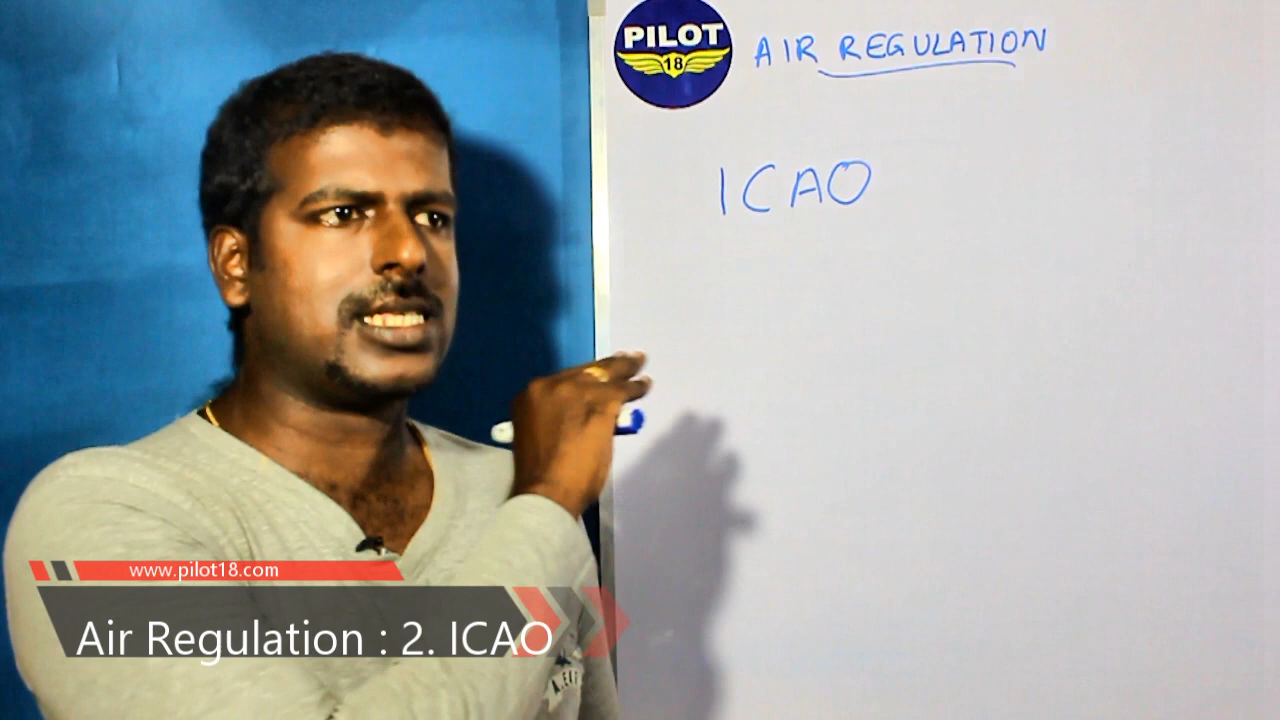 PILOT
18
AIR REGULATION
ICAO
www.pilot18.com
Air Regulation : 2. ICAO